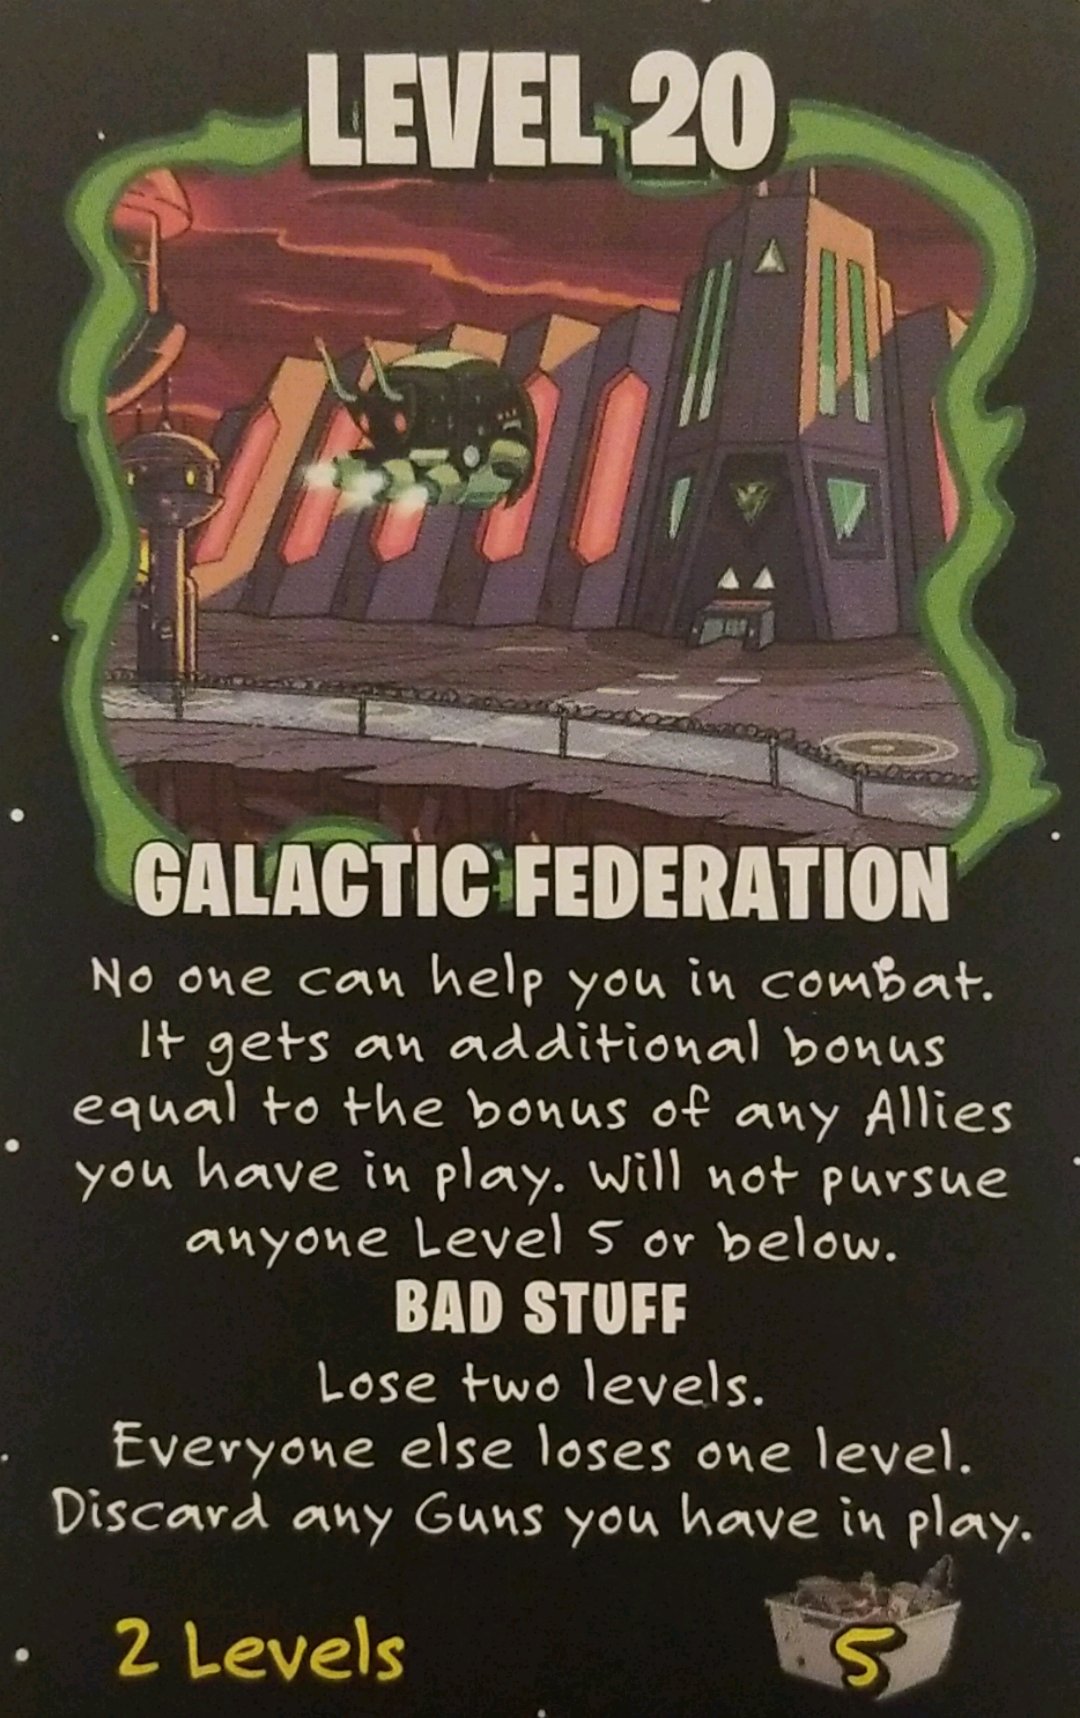 LEVEL 20
GALACTIC FEDERATION
No one can help you in combat.
It gets an additional bonus
equal to the bonus of any Allies
you have in play. Will not pursue
anyone Level 5 or below.
BAD STUFF
Lose two levels.
Everyone else loses one level.
Discard any Guns you have in play.
2 Levels
5